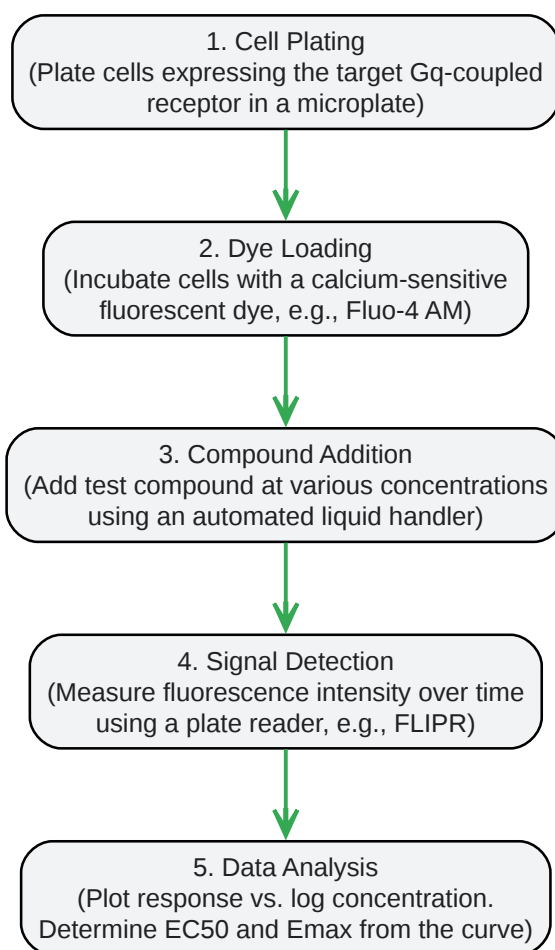 1. Cell Plating
(Plate cells expressing the target Gq-coupled
receptor in a microplate)
2. Dye Loading
(Incubate cells with a calcium-sensitive
fluorescent dye, e.g., Fluo-4 AM)
3. Compound Addition
(Add test compound at various concentrations
using an automated liquid handler)
4. Signal Detection
(Measure fluorescence intensity over time
using a plate reader, e.g., FLIPR)
5. Data Analysis
(Plot response vs. log concentration.
Determine EC50 and Emax from the curve)